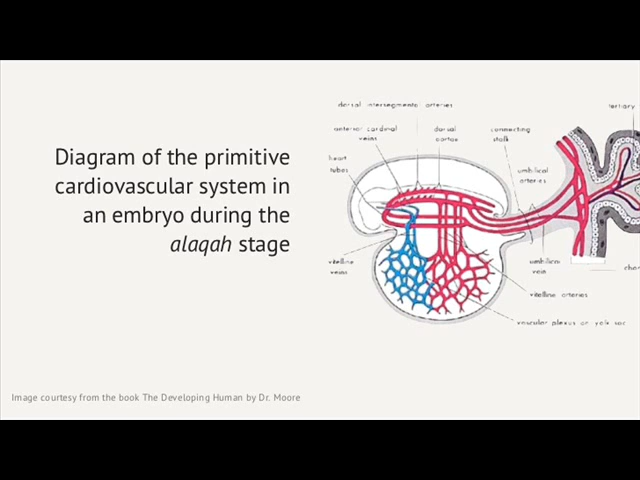 Diagram of the primitive
cardiovascular system in
an embryo during the
alaqah stage
dorsal intersegmental arteries
tertiary
anterior cardinal
veins
dorsal
aortae
connecting
stalk
heart
tubes
umbilical
arteries
vitelline
veins
umbilical
vein
vitelline arteries
vascular plexus on yolk sac
Image courtesy from the book The Developing Human by Dr. Moore